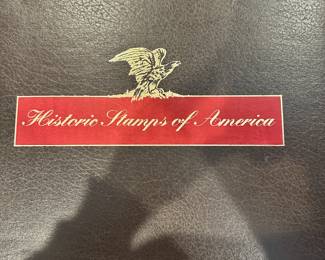 Historic Stamps of America